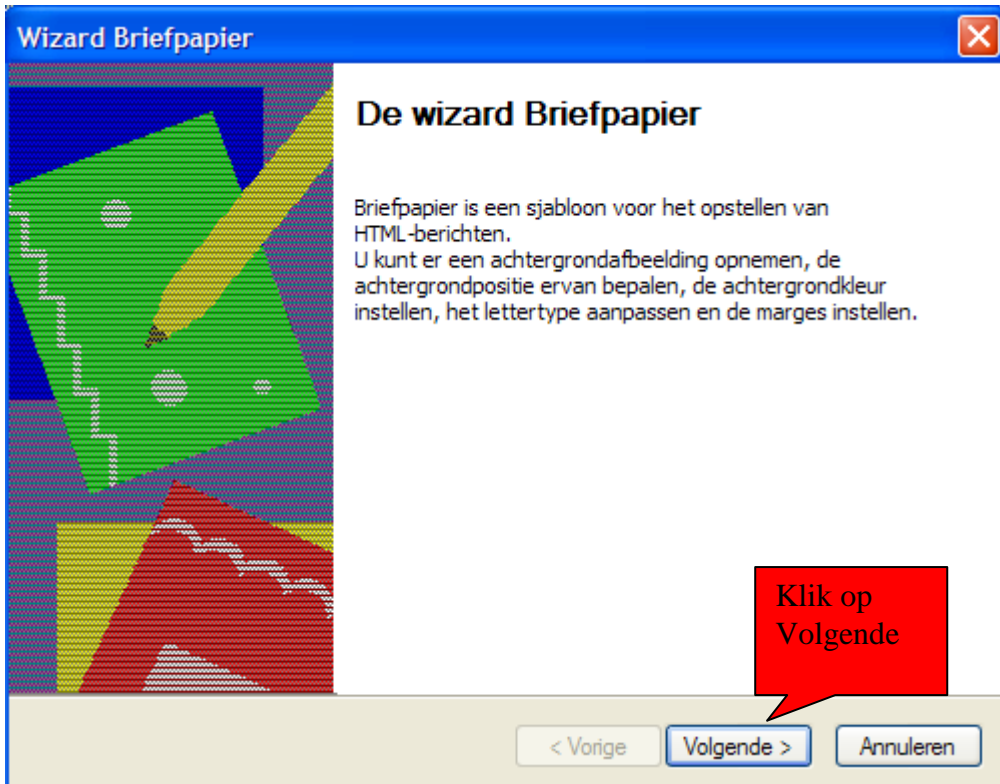 Wizard Briefpapier
De wizard Briefpapier
Briefpapier is een sjabloon voor het opstellen van
HTML-berichten.
U kunt er een achtergrondafbeelding opnemen, de
achtergrondpositie ervan bepalen, de achtergrondkleur
instellen, het lettertype aanpassen en de marges instellen.
Klik op
Volgende
< Vorige
Volgende >
Annuleren